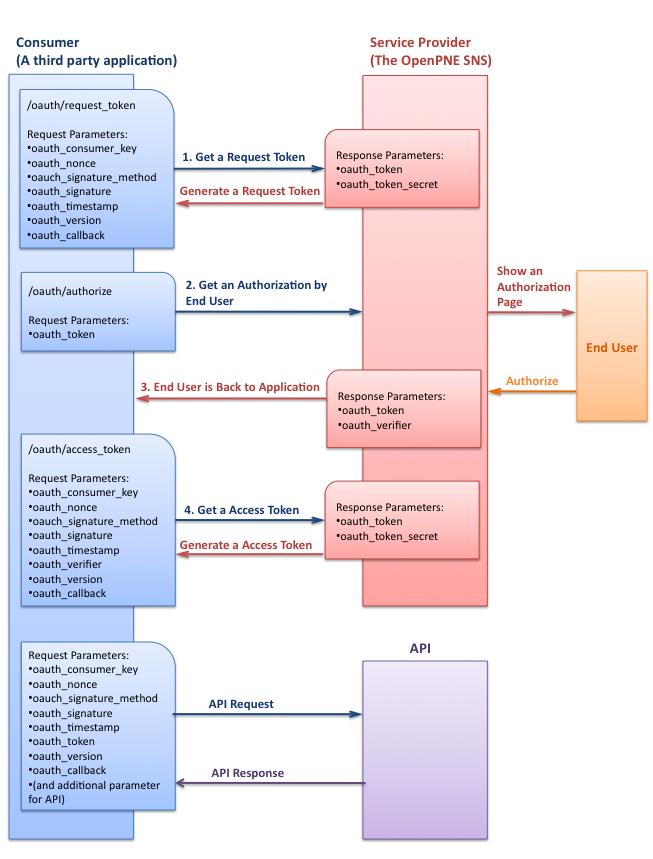 Consumer
(A third party application)
Service Provider
(The OpenPNE SNS)
/oauth/request_token
Request Parameters:
•oauth_consumer_key
•oauth_nonce
•oauch_signature_method
•oauth_signature
•oauth_timestamp
•oauth_version
•oauth_callback
1. Get a Request Token
Generate a Request Token
Response Parameters:
•oauth_token
•oauth_token_secret
/oauth/authorize
Request Parameters:
•oauth_token
2. Get an Authorization by
End User
Show an
Authorization
Page
End User
Authorize
3. End User is Back to Application
Response Parameters:
•oauth_token
•oauth_verifier
/oauth/access_token
Request Parameters:
•oauth_consumer_key
•oauth_nonce
•oauch_signature_method
•oauth_signature
•oauth_timestamp
•oauth_verifier
•oauth_version
•oauth_callback
4. Get a Access Token
Generate a Access Token
Response Parameters:
•oauth_token
•oauth_token_secret
Request Parameters:
•oauth_consumer_key
•oauth_nonce
•oauch_signature_method
•oauth_signature
•oauth_timestamp
•oauth_token
•oauth_version
•oauth_callback
•(and additional parameter
for API)
API
API Request
API Response